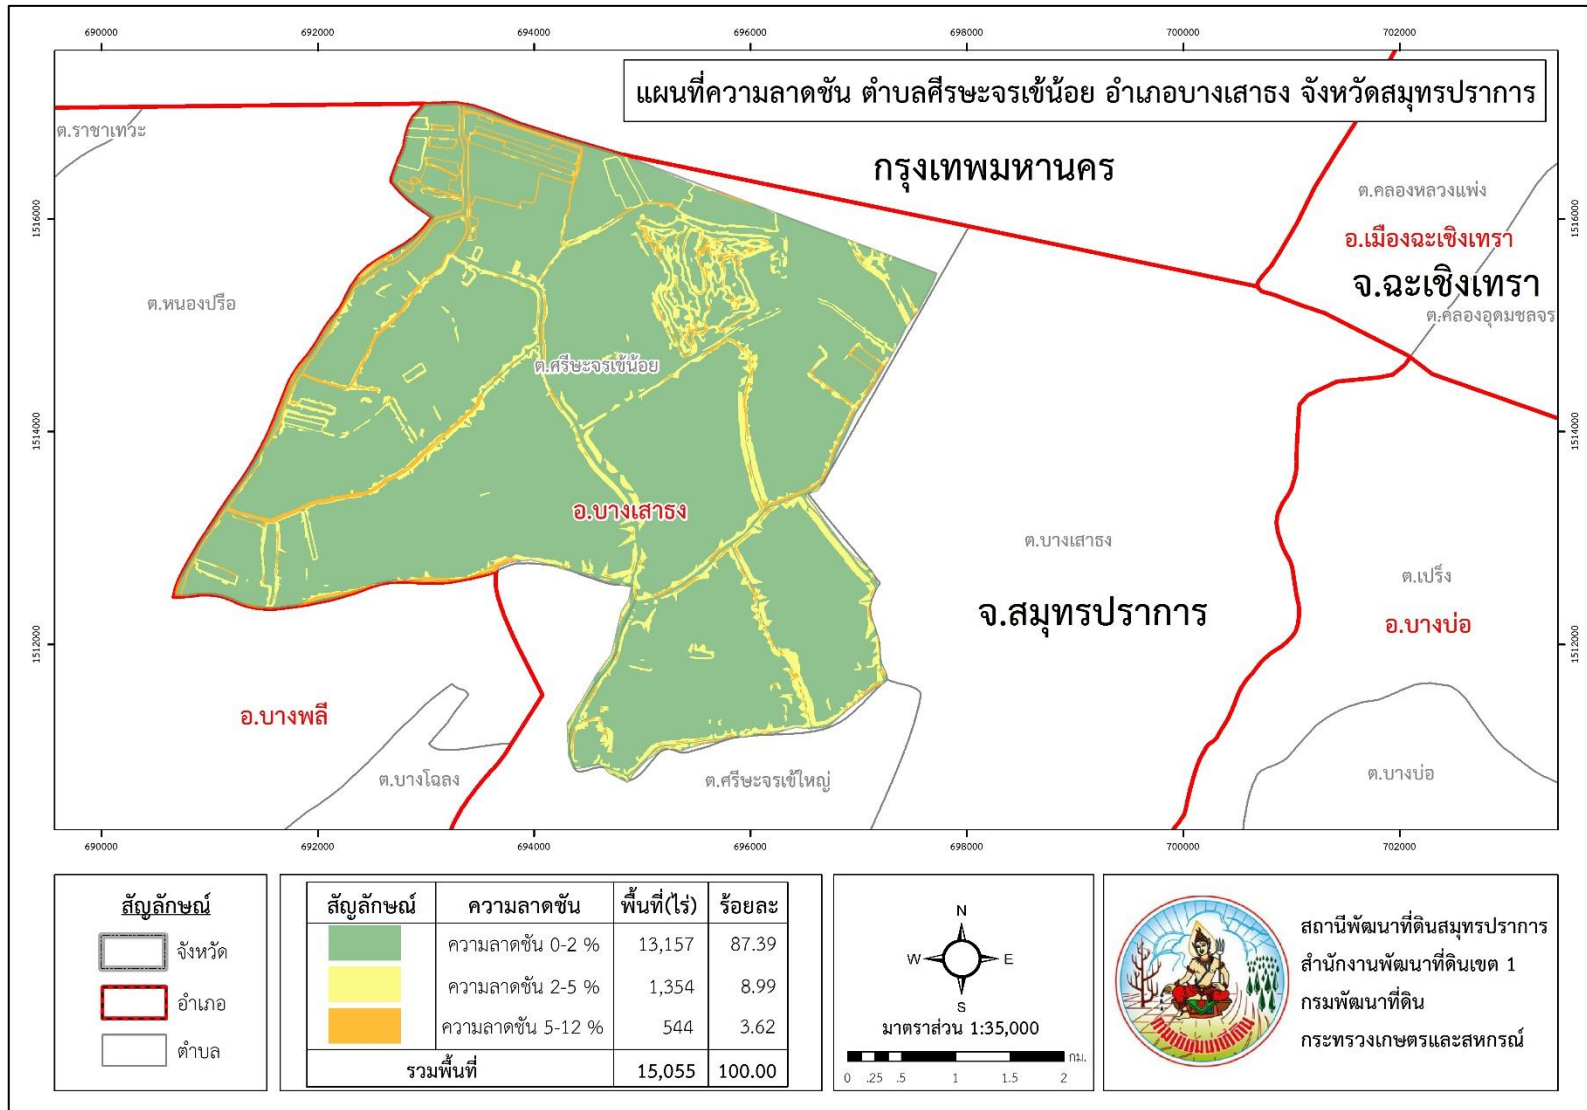 690000 692000 694000 696000 698000 700000 702000
แผนที่ความลาดชัน ตำบลศีรษะจรเข้น้อย อำเภอบางเสาธง จังหวัดสมุทรปราการ
ต.ราชาเทวะ
กรุงเทพมหานคร
ต.คลองหลวงแพ่ง
1516000 1516000
อ.เมืองฉะเชิงเทรา
จ.ฉะเชิงเทรา
ต.หนองปรือ
ต.คลองอุดมชลจร
ต.ศรีษะจรเข้น้อย
1514000 1514000
อ.บางเสาธง
ต.บางเสาธง
ต.เปร็ง
จ.สมุทรปราการ
อ.บางบ่อ
1512000 1512000
อ.บางพลี
ต.บางโฉลง
ต.ศรีษะจรเข้ใหญ่
ต.บางบ่อ
690000 692000 694000 696000 698000 700000 702000
สัญลักษณ์
จังหวัด
อำเภอ
ตำบล
สัญลักษณ์ ความลาดชัน พื้นที่(ไร่) ร้อยละ
ความลาดชัน 0-2 % 13,157 87.39
ความลาดชัน 2-5 % 1,354 8.99
ความลาดชัน 5-12 % 544 3.62
รวมพื้นที่ 15,055 100.00
N
W E
S
มาตราส่วน 1:35,000
กม.
0 .25 .5 1 1.5 2
กรมพัฒนาที่ดิน
สถานีพัฒนาที่ดินสมุทรปราการ
สำนักงานพัฒนาที่ดินเขต 1
กรมพัฒนาที่ดิน
กระทรวงเกษตรและสหกรณ์